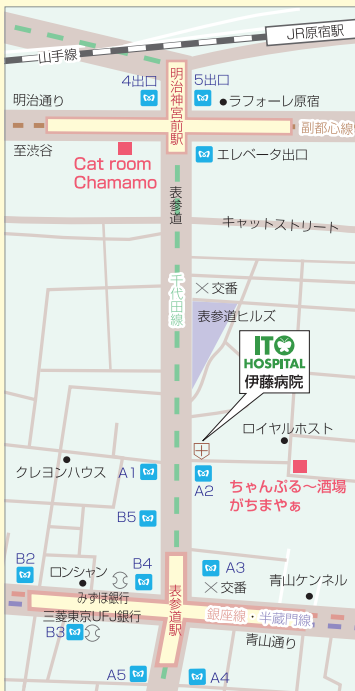 JR原宿駅
山手線
4出口
5出口
明治神宮前駅
明治通り
ラフォーレ原宿
副都心線
至渋谷
エレベータ出口
Cat room
Chamamo
表参道
キャットストリート
千代田線
交番
表参道ヒルズ
ITO
HOSPITAL
伊藤病院
ロイヤルホスト
クレヨンハウス
A1
A2
ちゃんぷる〜酒場
がちまやぁ
B5
B2
ロンシャン
B4
A3
表参道駅
交番
青山ケンネル
みずほ銀行
銀座線・半蔵門線
三菱東京UFJ銀行
B3
青山通り
A5
A4